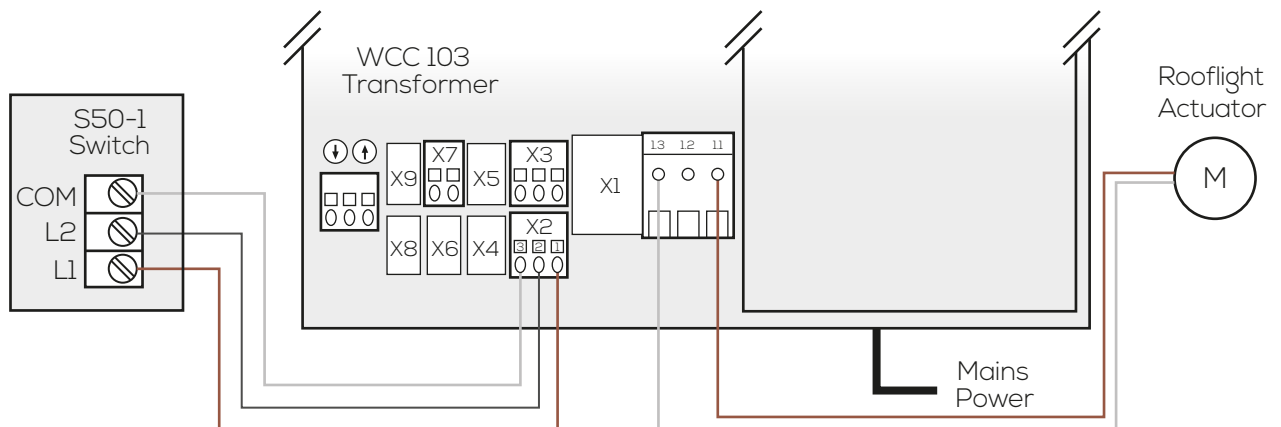 WCC 103
Transformer
S50-1
Switch
COM
L2
L1
X9
X7
X5
X3
X8
X6
X4
X2
3 2 1
X1
13 12 11
Rooflight
Actuator
M
Mains
Power